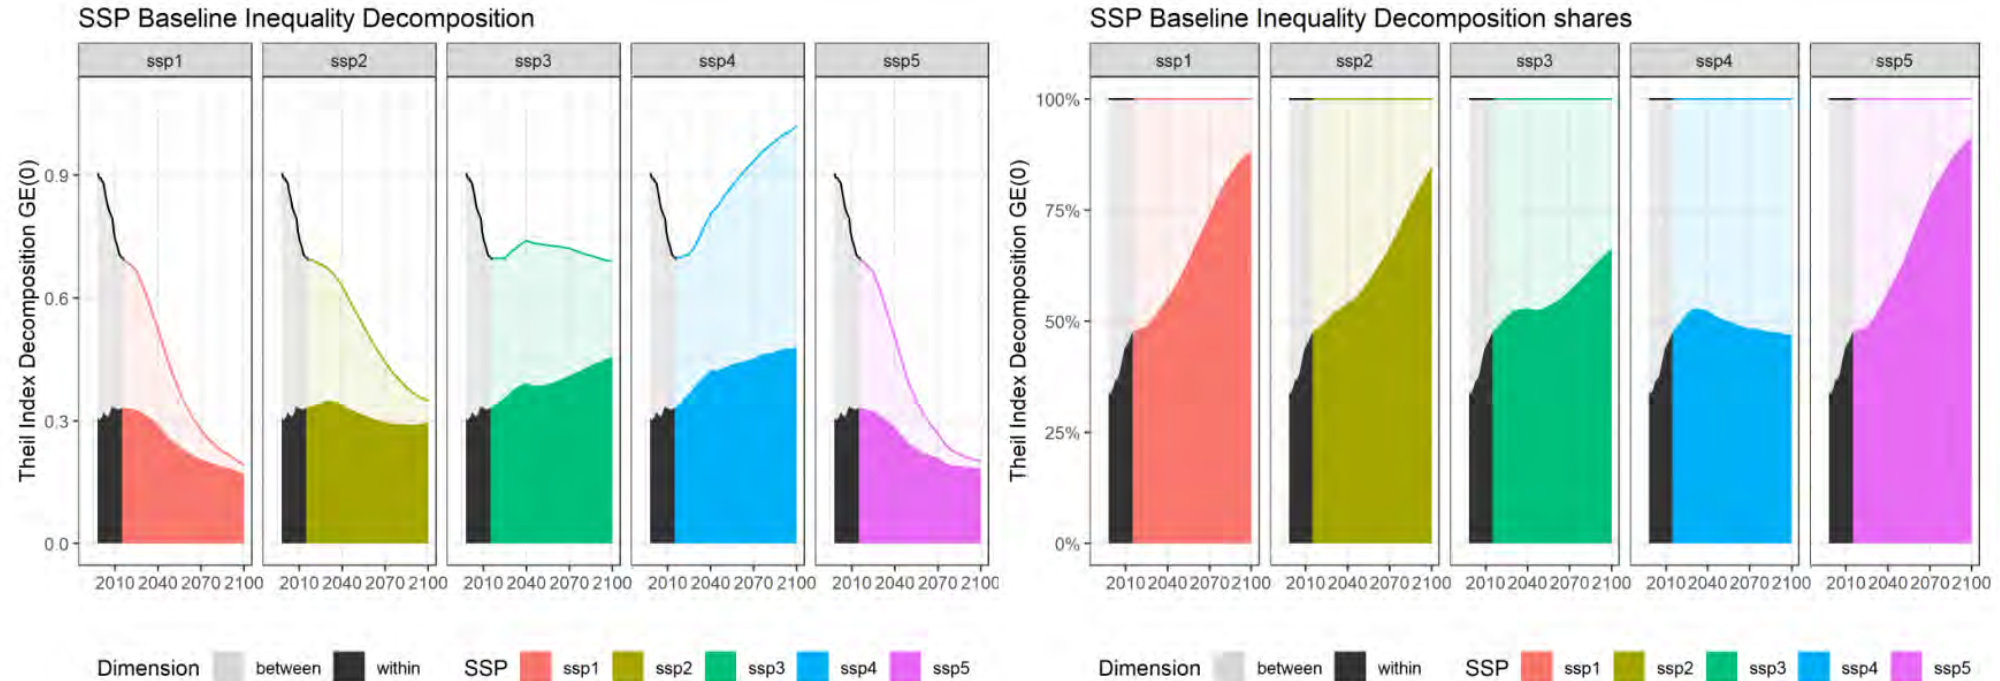 SSP Baseline Inequality Decomposition
ssp1 ssp2 ssp3 ssp4 ssp5
Theil Index Decomposition GE(0)
0.9
0.6
0.3
0.0
2010 2040 2070 2100 2010 2040 2070 2100 2010 2040 2070 2100 2010 2040 2070 2100 2010 2040 2070 2100
Dimension between within SSP ssp1 ssp2 ssp3 ssp4 ssp5
SSP Baseline Inequality Decomposition shares
ssp1 ssp2 ssp3 ssp4 ssp5
Theil Index Decomposition GE(0)
100%
75%
50%
25%
0%
2010 2040 2070 2100 2010 2040 2070 2100 2010 2040 2070 2100 2010 2040 2070 2100 2010 2040 2070 2100
Dimension between within SSP ssp1 ssp2 ssp3 ssp4 ssp5